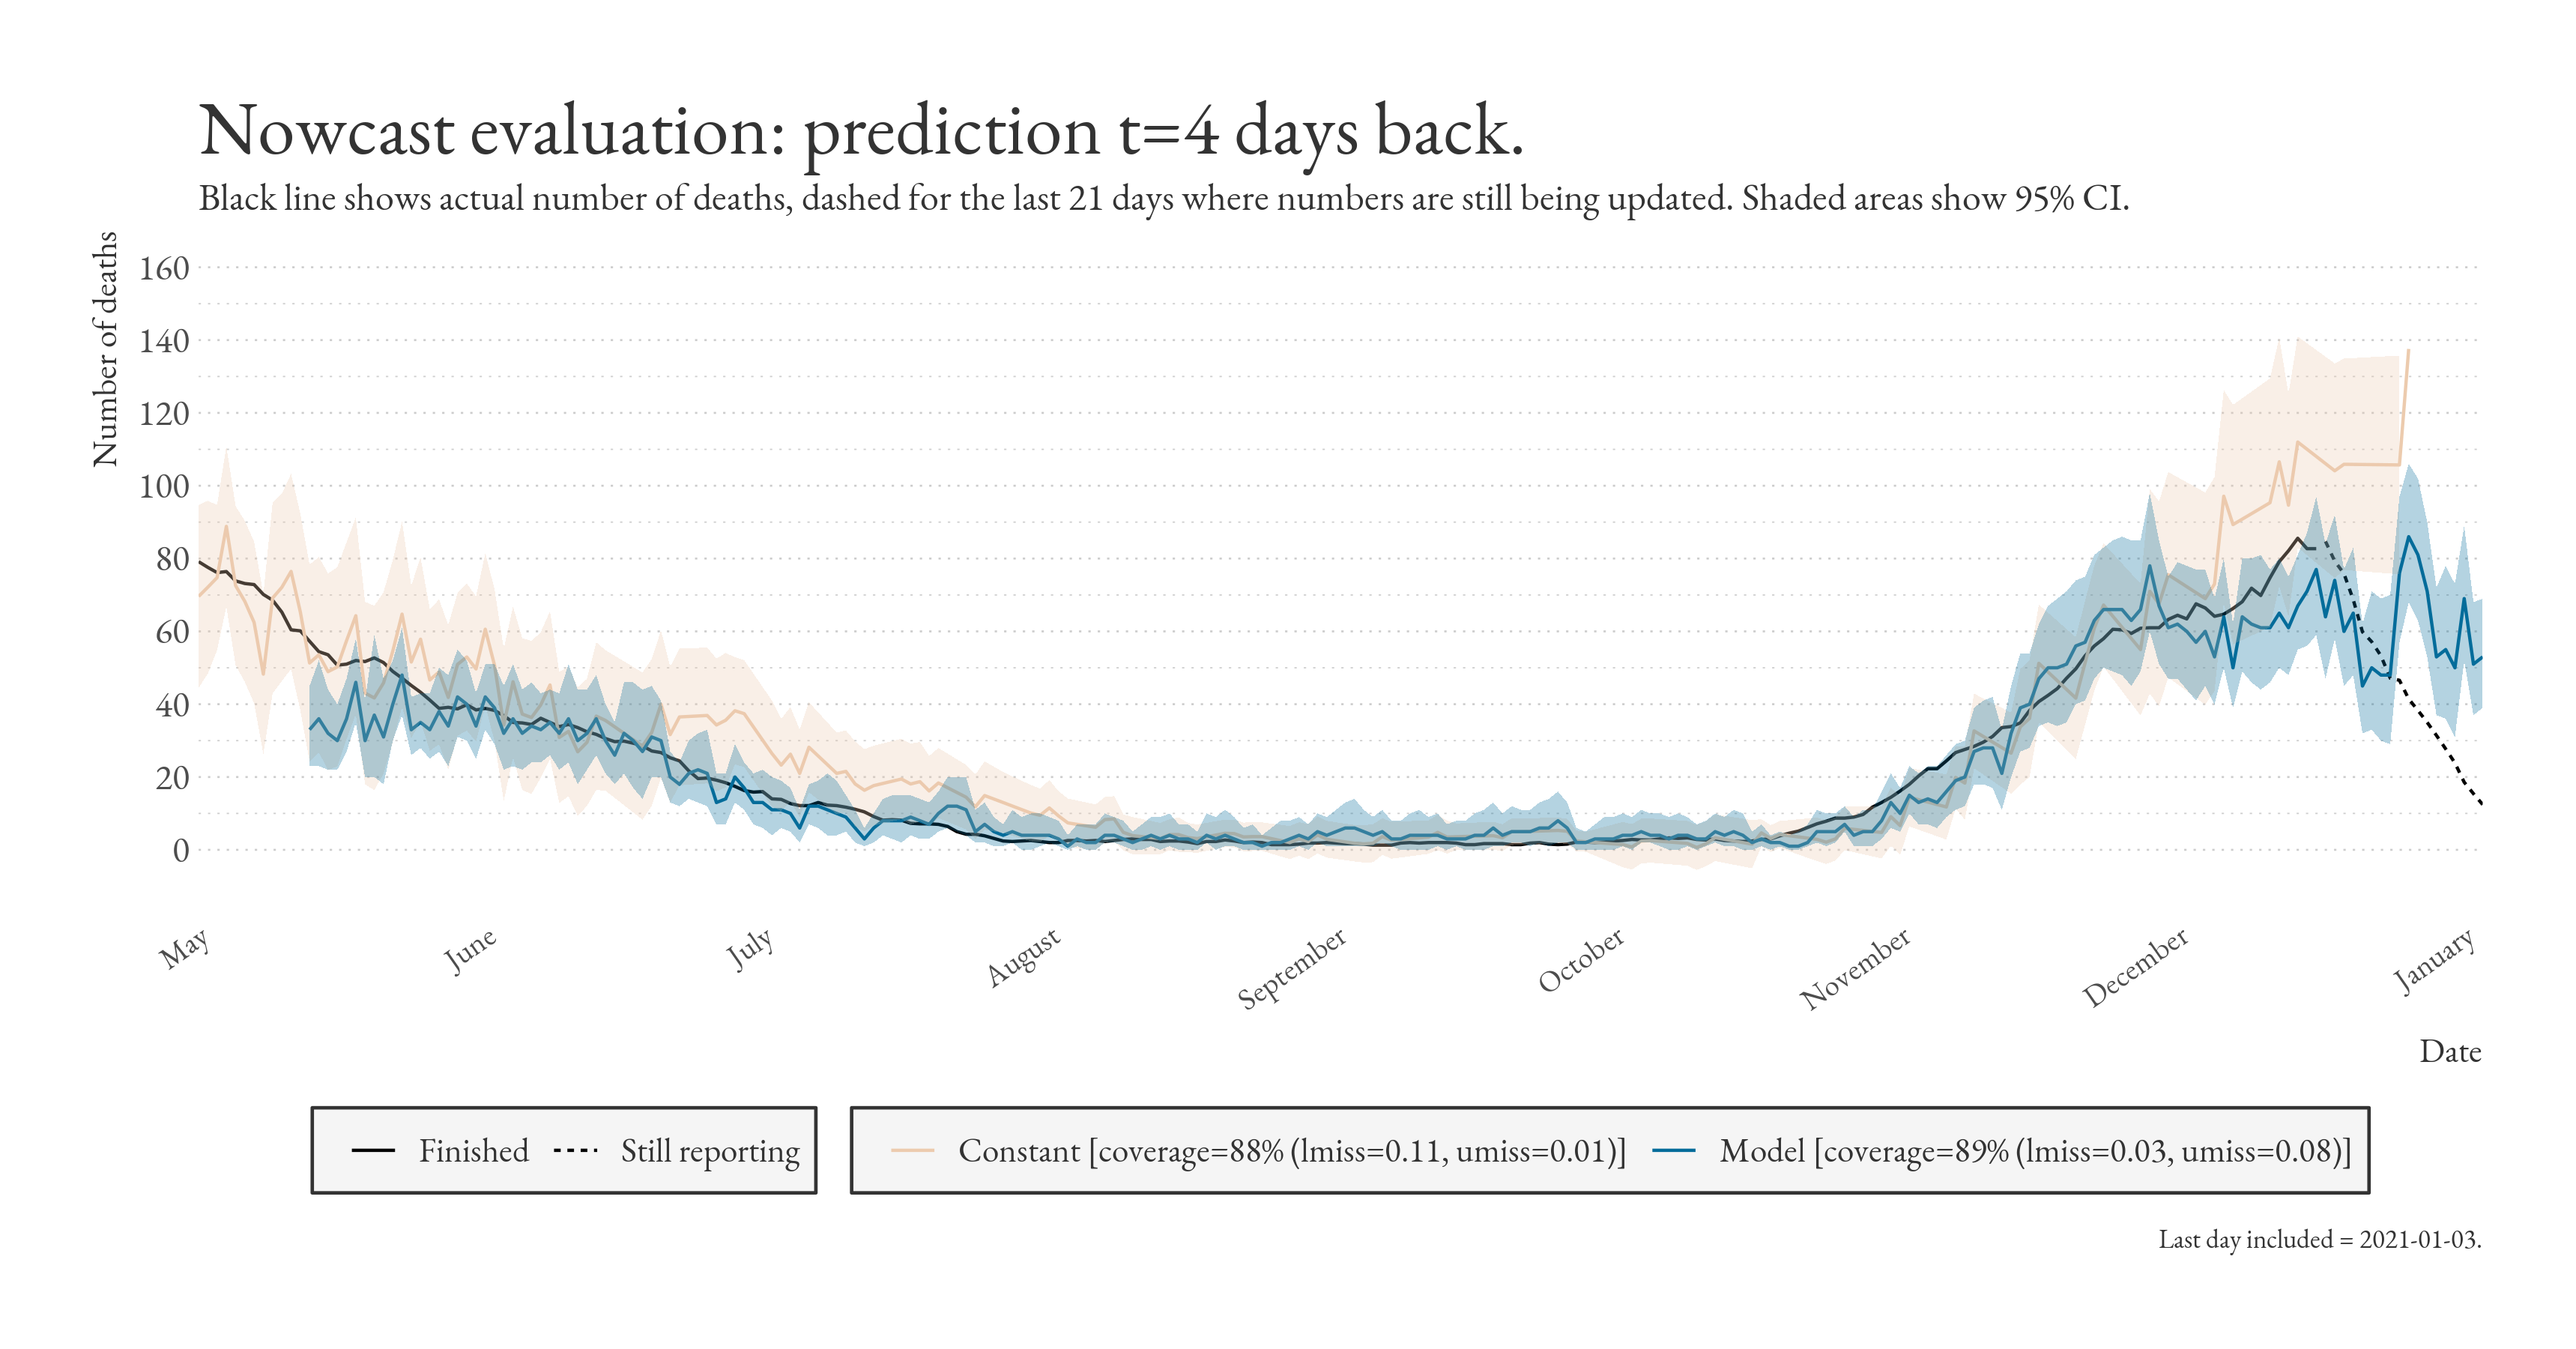 Nowcast evaluation: prediction t=4 days back.
Black line shows actual number of deaths, dashed for the last 21 days where numbers are still being updated. Shaded areas show 95% CI.
Number of deaths
160
140
120
100
80
60
40
20
0
May
June
July
August
September
October
November
December
January
Date
Finished
Still reporting
Constant [coverage=88% (lmiss=0.11, umiss=0.01)]
Model [coverage=89% (lmiss=0.03, umiss=0.08)]
Last day included = 2021-01-03.